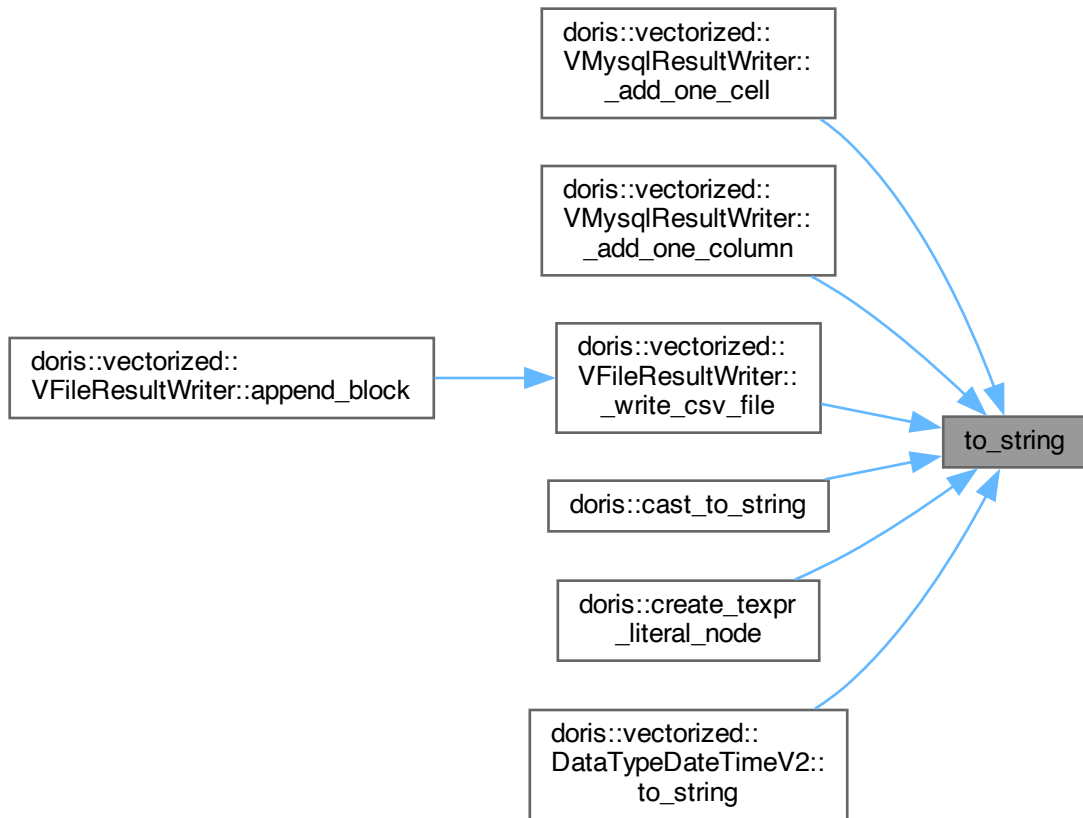 doris::vectorized::
VMysqlResultWriter::
_add_one_cell
doris::vectorized::
VMysqlResultWriter::
_add_one_column
doris::vectorized::
VFileResultWriter::append_block
doris::vectorized::
VFileResultWriter::
_write_csv_file
to_string
doris::cast_to_string
doris::create_texpr
_literal_node
doris::vectorized::
DataTypeDateTimeV2::
to_string